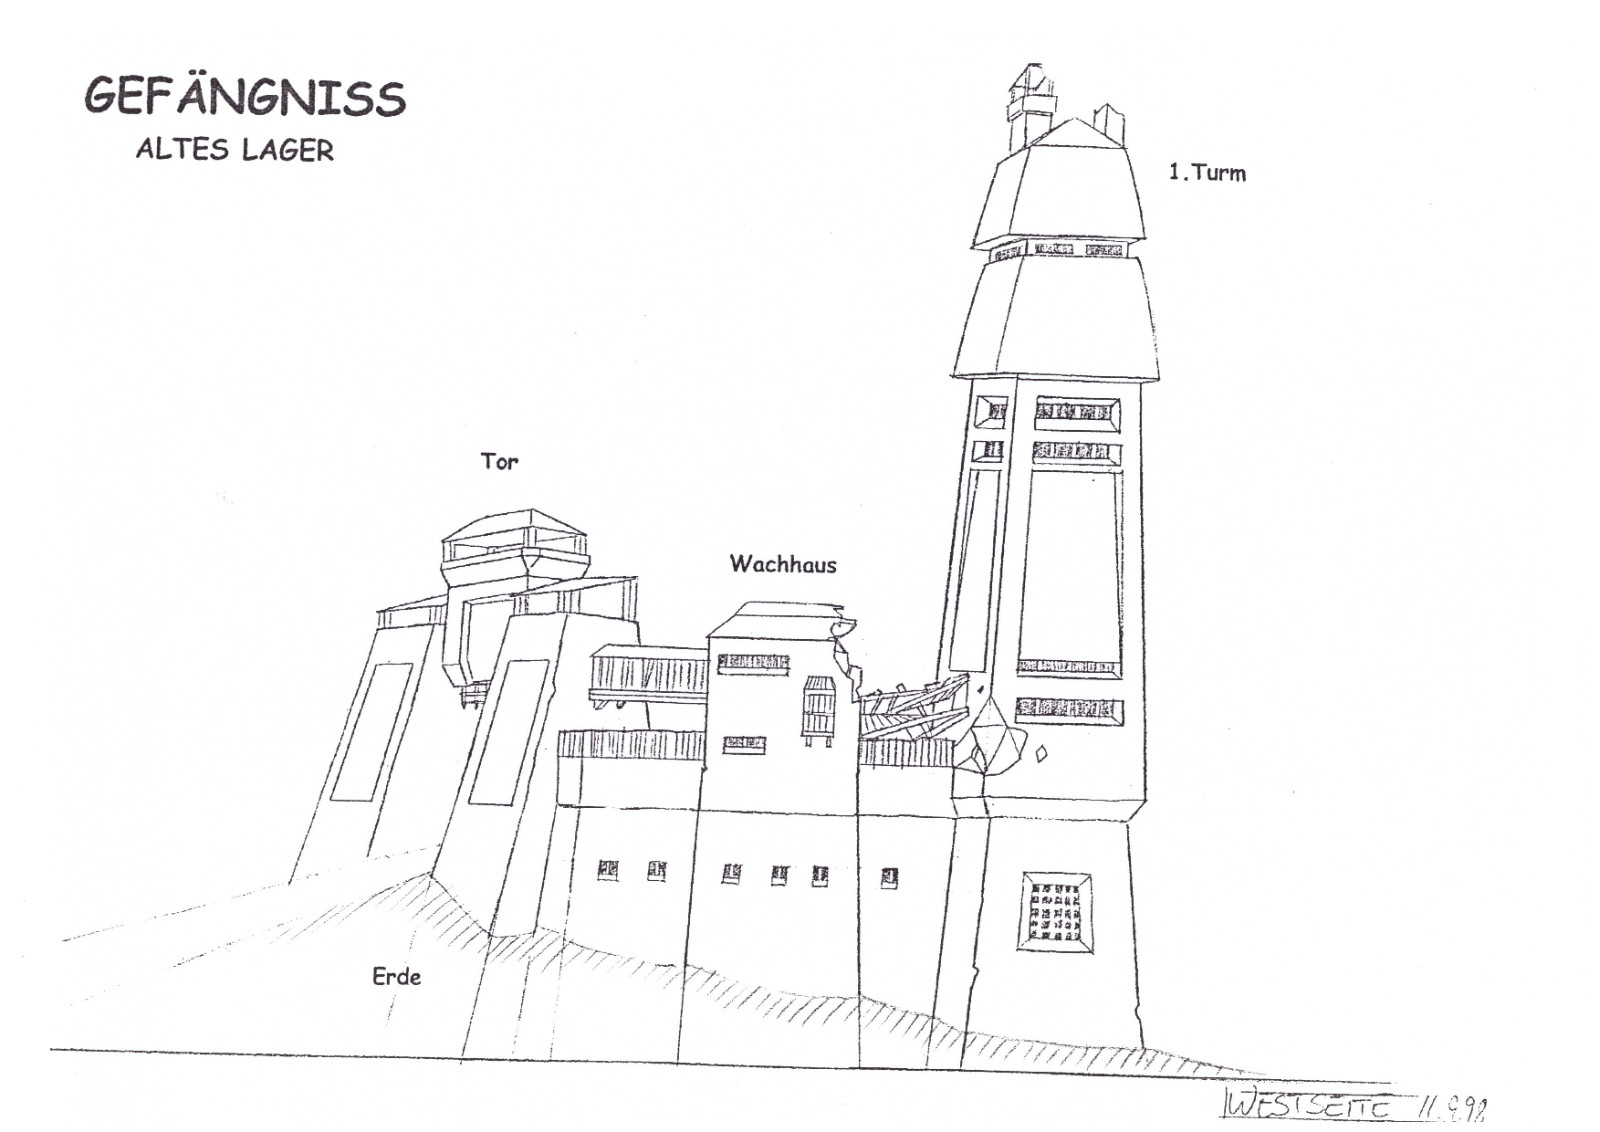 GEFÄNGNISS
ALTES LAGER
1.Turm
Tor
Wachhaus
Erde
WESTSEITE 11.9.98